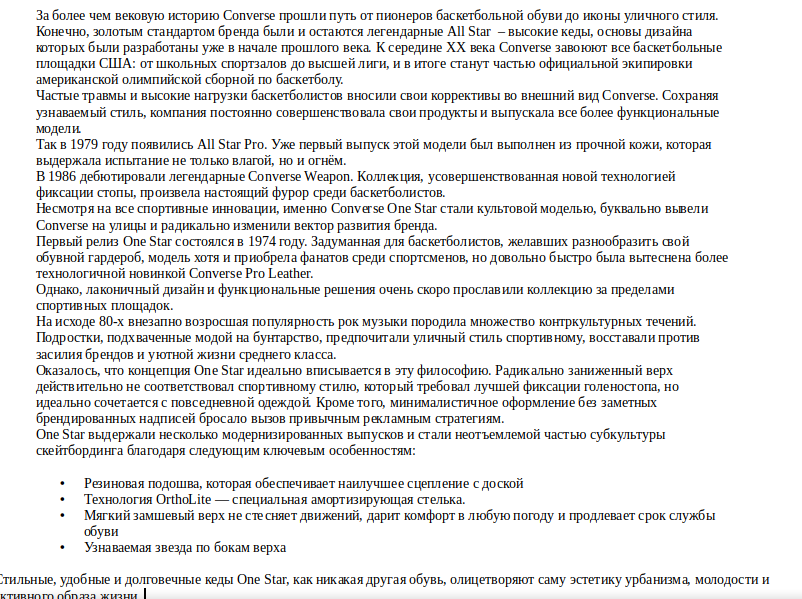 За более чем вековую историю Converse прошли путь от пионеров баскетбольной обуви до иконы уличного стиля.
Конечно, золотым стандартом бренда были и остаются легендарные All Star – высокие кеды, основы дизайна
которых были разработаны уже в начале прошлого века. К середине XX века Converse завоюют все баскетбольные
площадки США: от школьных спортзалов до высшей лиги, и в итоге станут частью официальной экипировки
американской олимпийской сборной по баскетболу.
Частые травмы и высокие нагрузки баскетболистов вносили свои коррективы во внешний вид Converse. Сохраняя
узнаваемый стиль, компания постоянно совершенствовала свои продукты и выпускала все более функциональные
модели.
Так в 1979 году появились All Star Pro. Уже первый выпуск этой модели был выполнен из прочной кожи, которая
выдержала испытание не только влагой, но и огнём.
В 1986 дебютировали легендарные Converse Weapon. Коллекция, усовершенствованная новой технологией
фиксации стопы, произвела настоящий фурор среди баскетболистов.
Несмотря на все спортивные инновации, именно Converse One Star стали культовой моделью, буквально вывели
Converse на улицы и радикально изменили вектор развития бренда.
Первый релиз One Star состоялся в 1974 году. Задуманная для баскетболистов, желавших разнообразить свой
обувной гардероб, модель хотя и приобрела фанатов среди спортсменов, но довольно быстро была вытеснена более
технологичной новинкой Converse Pro Leather.
Однако, лаконичный дизайн и функциональные решения очень скоро прославили коллекцию за пределами
спортивных площадок.
На исходе 80-х внезапно возросшая популярность рок музыки породила множество контркультурных течений.
Подростки, подхваченные модой на бунтарство, предпочитали уличный стиль спортивному, восставали против
засилия брендов и уютной жизни среднего класса.
Оказалось, что концепция One Star идеально вписывается в эту философию. Радикально заниженный верх
действительно не соответствовал спортивному стилю, который требовал лучшей фиксации голеностопа, но
идеально сочетается с повседневной одеждой. Кроме того, минималистичное оформление без заметных
брендированных надписей бросало вызов привычным рекламным стратегиям.
One Star выдержали несколько модернизированных выпусков и стали неотъемлемой частью субкультуры
скейтбординга благодаря следующим ключевым особенностям:
• Резиновая подошва, которая обеспечивает наилучшее сцепление с доской
• Технология OrthoLite — специальная амортизирующая стелька.
• Мягкий замшевый верх не стесняет движений, дарит комфорт в любую погоду и продлевает срок службы
обуви
• Узнаваемая звезда по бокам верха
Стильные, удобные и долговечные кеды One Star, как никакая другая обувь, олицетворяют саму эстетику урбанизма, молодости и
ктивного образа жизни.